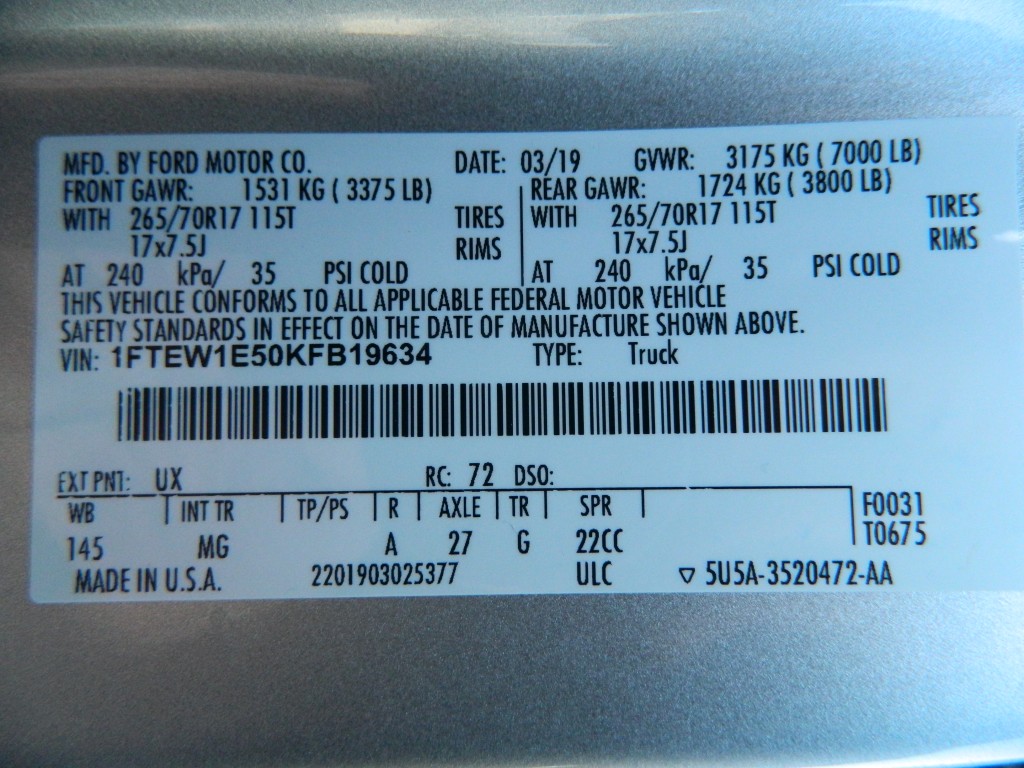 MFD. BY FORD MOTOR CO. DATE: 03/19 GVWR: 3175 KG ( 7000 LB)
FRONT GAWR: 1531 KG ( 3375 LB) REAR GAWR: 1724 KG ( 3800 LB)
WITH 265/70R17 115T TIRES WITH 265/70R17 115T TIRES
17x7.5J RIMS 17x7.5J RIMS
AT 240 kPa/ 35 PSI COLD AT 240 kPa/ 35 PSI COLD
THIS VEHICLE CONFORMS TO ALL APPLICABLE FEDERAL MOTOR VEHICLE
SAFETY STANDARDS IN EFFECT ON THE DATE OF MANUFACTURE SHOWN ABOVE.
VIN: 1FTEW1E50KFB19634 TYPE: Truck
EXT PNT: UX RC: 72 DSO:
WB INT TR TP/PS R AXLE TR SPR F0031
T0675
145 MG A 27 G 22CC
MADE IN U.S.A. 2201903025377 ULC ▽ 5U5A-3520472-AA